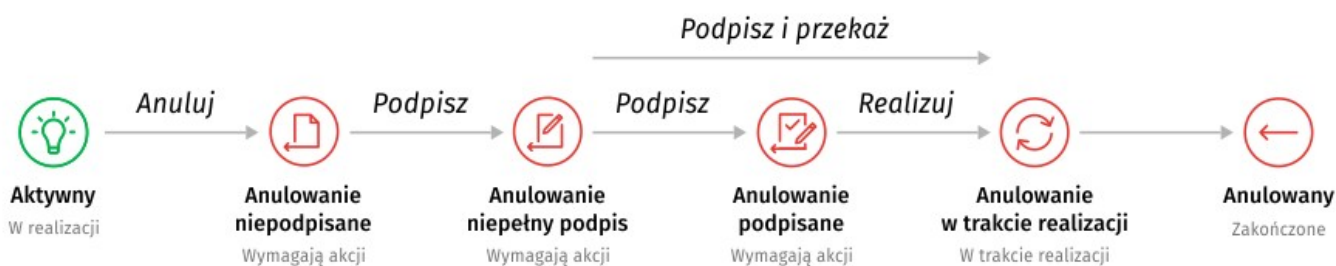 Podpisz i przekaż
Anuluj
Podpisz
Podpisz
Realizuj
Aktywny
W realizacji
Anulowanie
niepodpisane
Wymagają akcji
Anulowanie
niepełny podpis
Wymagają akcji
Anulowanie
podpisane
Wymagają akcji
Anulowanie
w trakcie realizacji
W trakcie realizacji
Anulowany
Zakończone